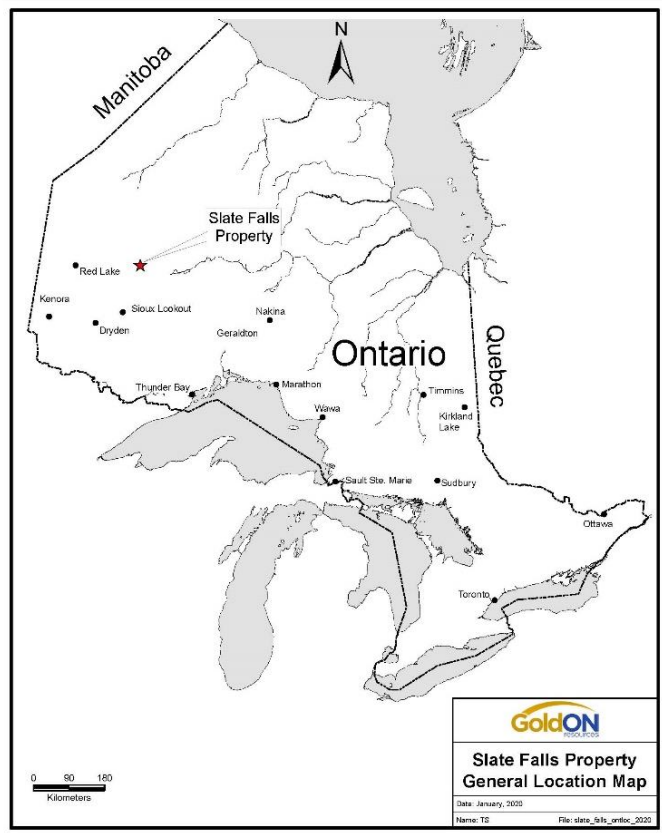 N
Manitoba
Slate Falls
Property
Red Lake
Kenora
Sioux Lookout
Dryden
Nakina
Geraldton
Ontario
Quebec
Thunder Bay
Marathon
Timmins
Wawa
Kirkland
Lake
Sault Ste. Marie
Sudbury
Ottawa
Toronto
GoldON
resources
Slate Falls Property
General Location Map
0 90 180
Kilometers
Date: January, 2020
Name: TS File: slate_falls_ontloc_2020